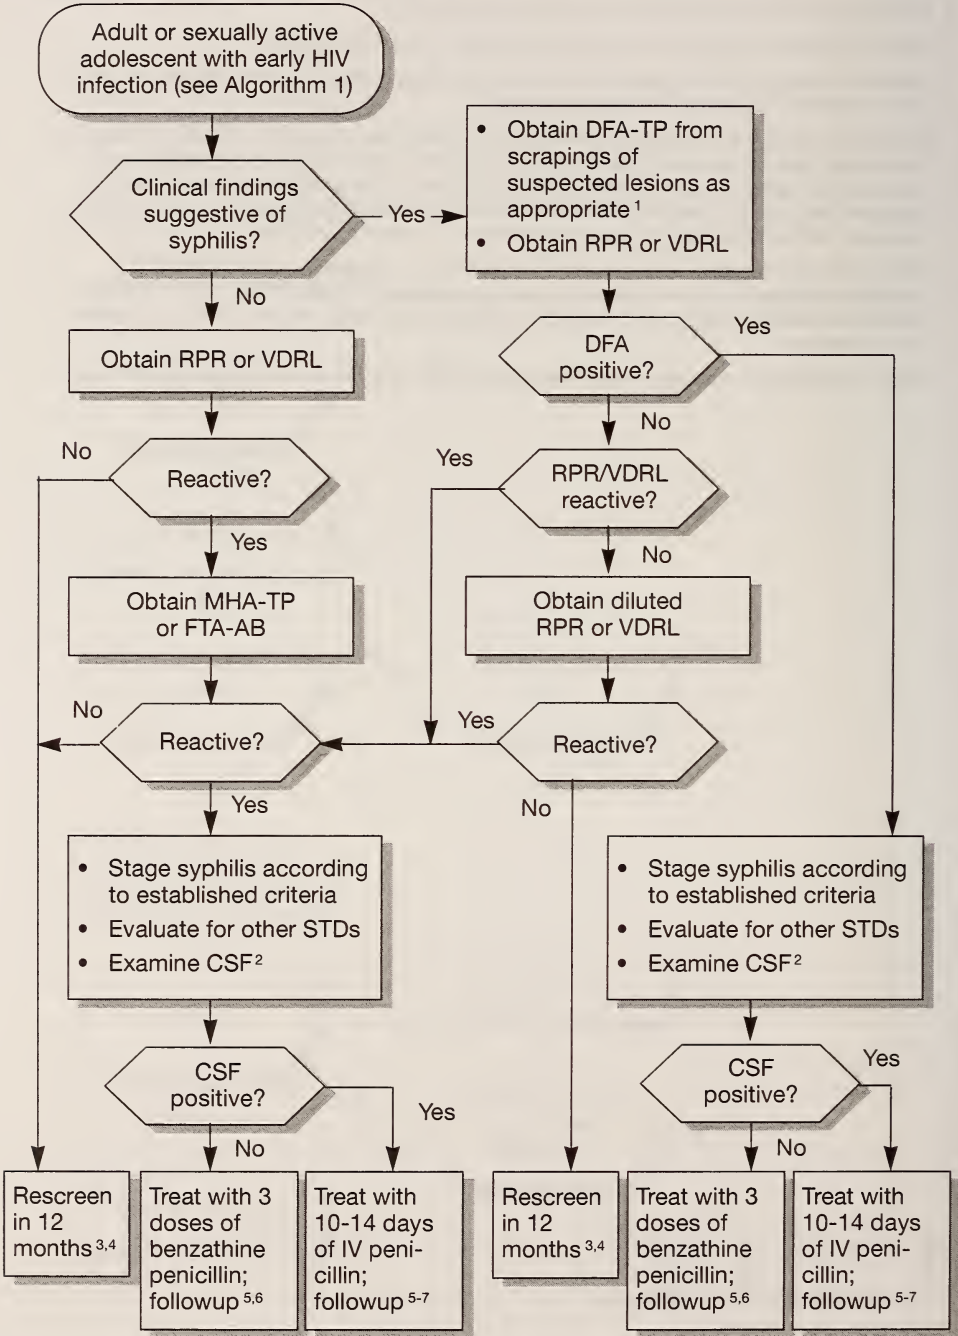 Adult or sexually active
adolescent with early HIV
infection (see Algorithm 1)
Clinical findings
suggestive of
syphilis?
Yes
• Obtain DFA-TP from
scrapings of
suspected lesions as
appropriate 1
• Obtain RPR or VDRL
No
Obtain RPR or VDRL
DFA
positive?
Yes
No
No
Reactive?
Yes
Yes
RPR/VDRL
reactive?
No
Obtain MHA-TP
or FTA-AB
Obtain diluted
RPR or VDRL
No
Reactive?
Yes
Yes
Reactive?
No
• Stage syphilis according
to established criteria
• Evaluate for other STDs
• Examine CSF 2
• Stage syphilis according
to established criteria
• Evaluate for other STDs
• Examine CSF 2
CSF
positive?
Yes
No
CSF
positive?
Yes
No
Rescreen
in 12
months 3,4
Treat with 3
doses of
benzathine
penicillin;
followup 5,6
Treat with
10-14 days
of IV peni-
cillin;
followup 5-7
Rescreen
in 12
months 3,4
Treat with 3
doses of
benzathine
penicillin;
followup 5,6
Treat with
10-14 days
of IV peni-
cillin;
followup 5-7